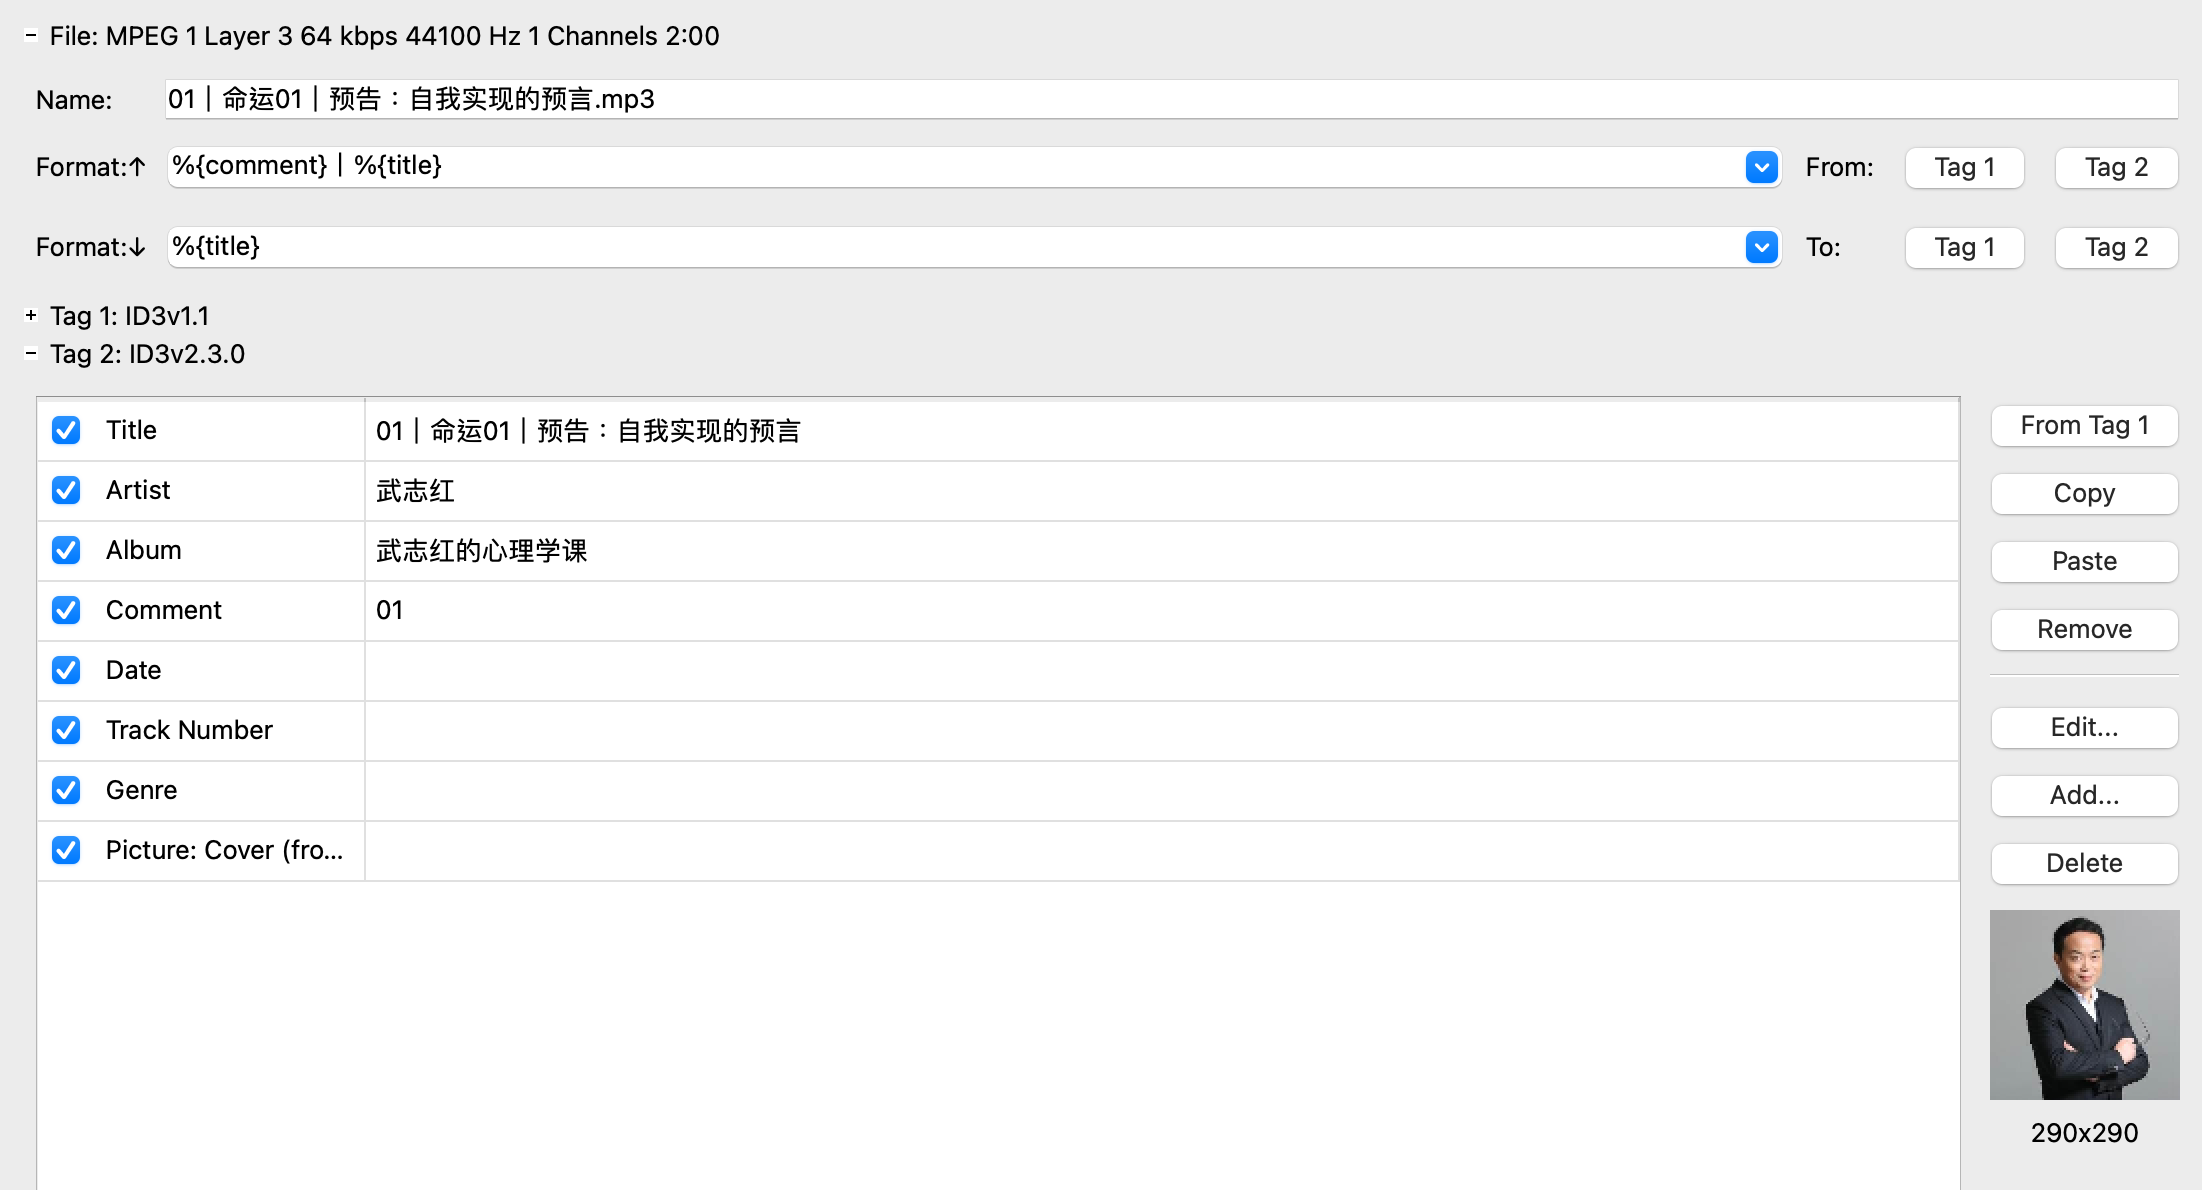 File: MPEG 1 Layer 3 64 kbps 44100 Hz 1 Channels 2:00
Name: 01｜命运01｜预告：自我实现的预言.mp3
Format:↑ %{comment}｜%{title} From: Tag 1 Tag 2
Format:↓ %{title} To: Tag 1 Tag 2
Tag 1: ID3v1.1
Tag 2: ID3v2.3.0
Title 01｜命运01｜预告：自我实现的预言
Artist 武志红
Album 武志红的心理学课
Comment 01
Date
Track Number
Genre
Picture: Cover (fro...
From Tag 1
Copy
Paste
Remove
Edit...
Add...
Delete
290x290